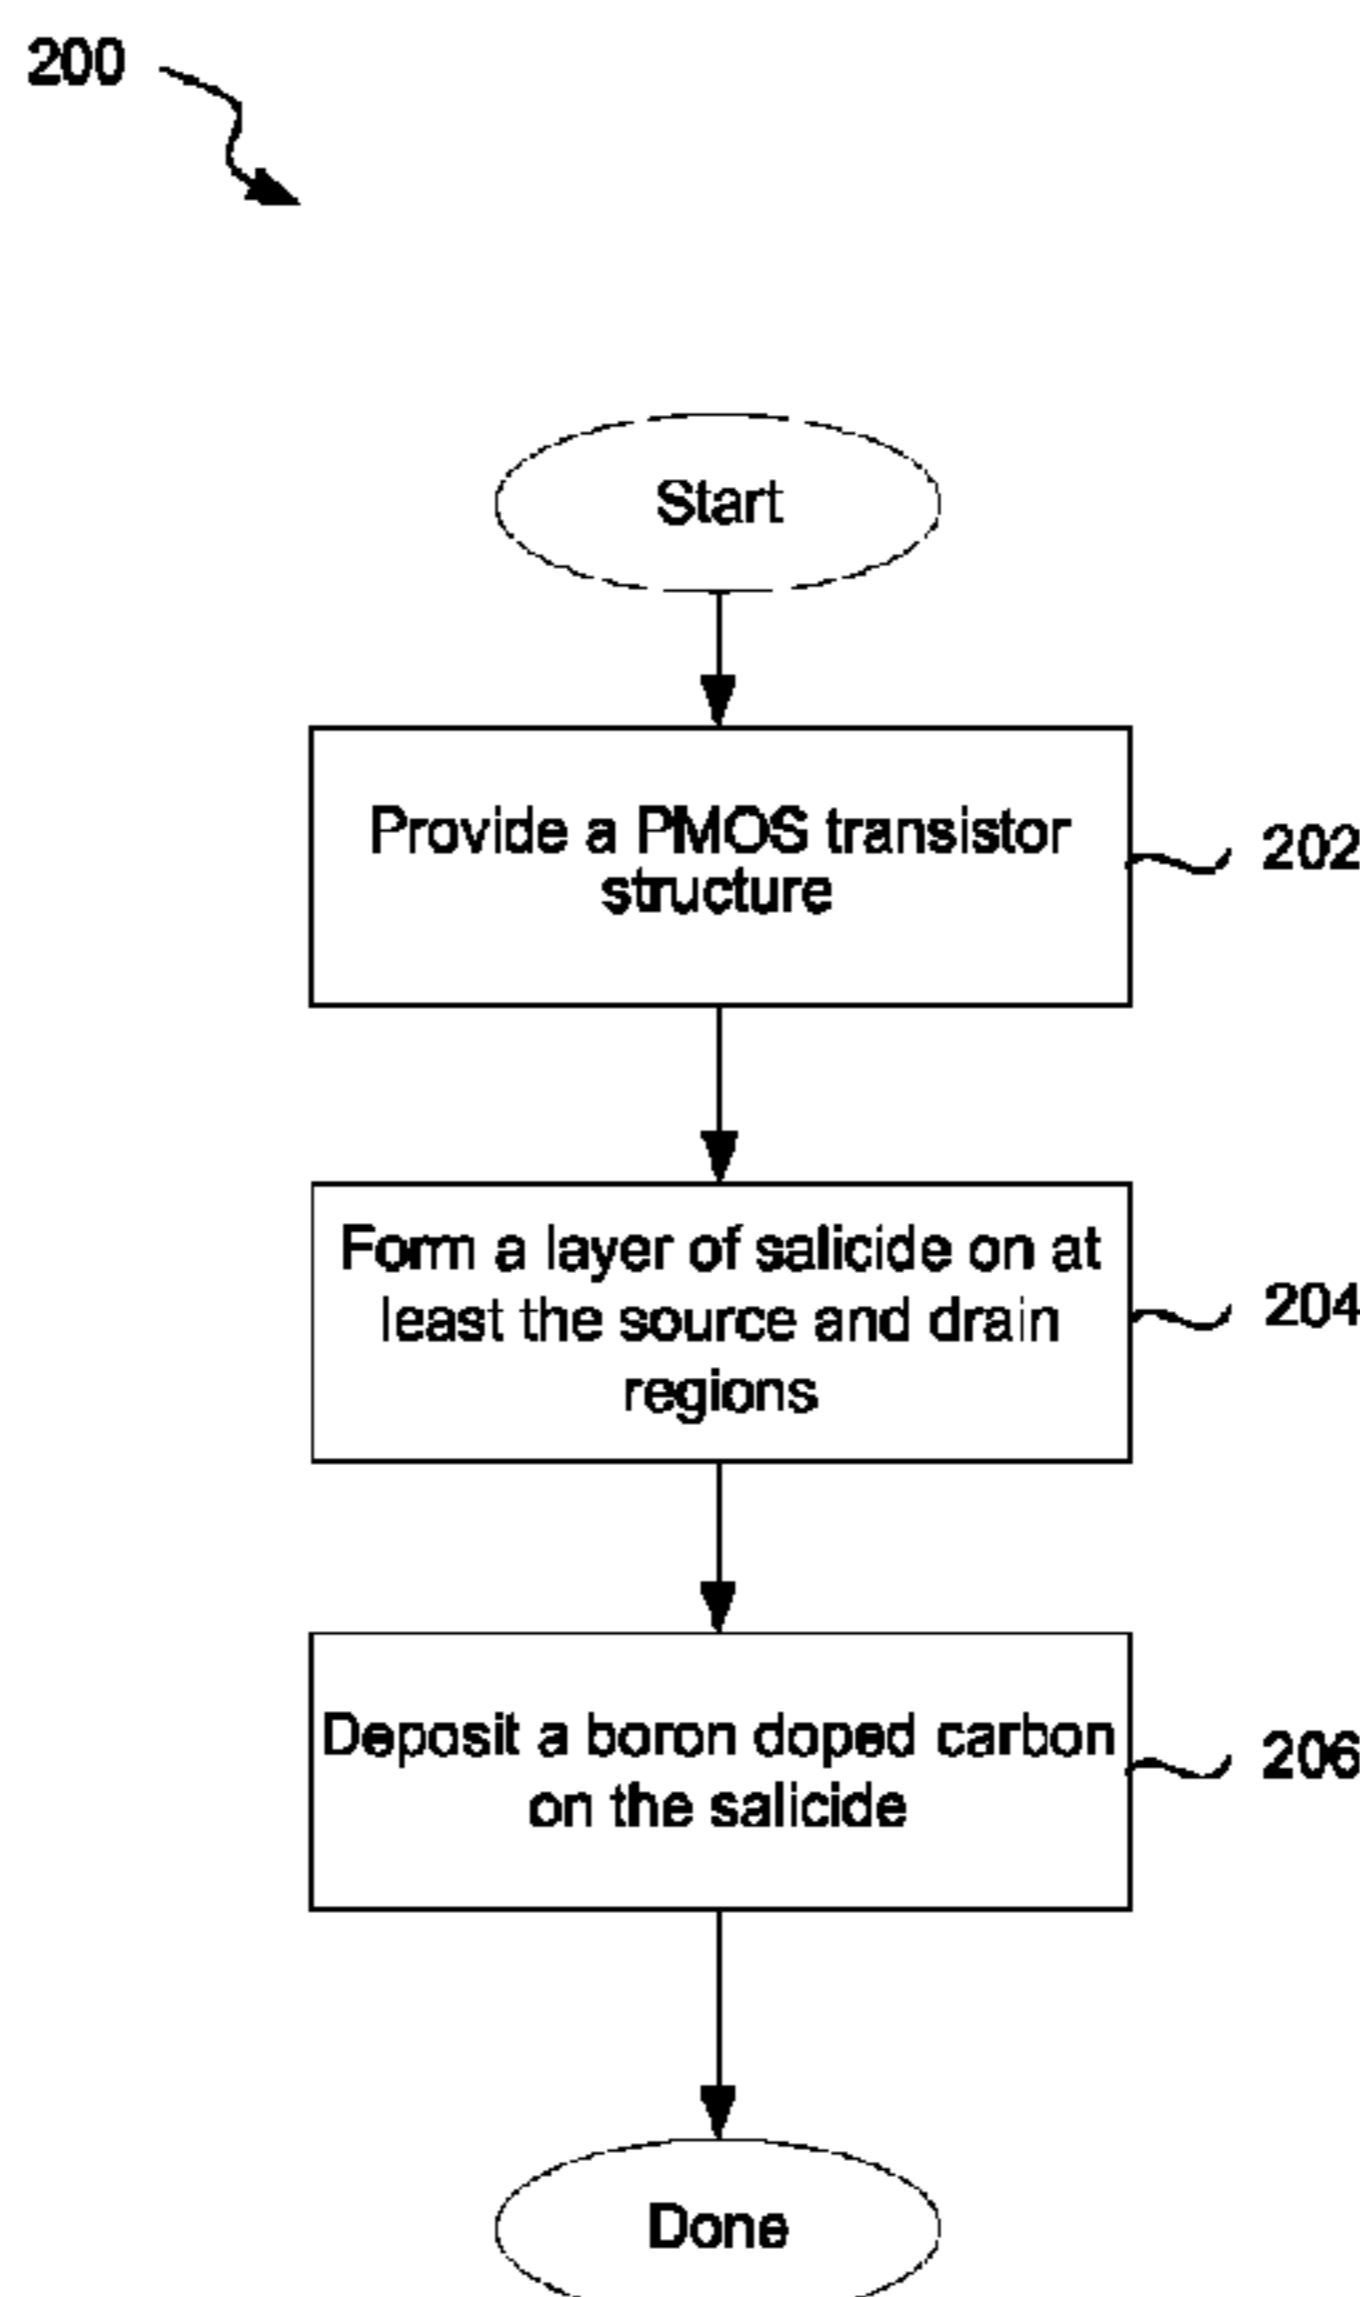 200
Start
Provide a PMOS transistor
structure
202
Form a layer of salicide on at
least the source and drain
regions
204
Deposit a boron doped carbon
on the salicide
206
Done